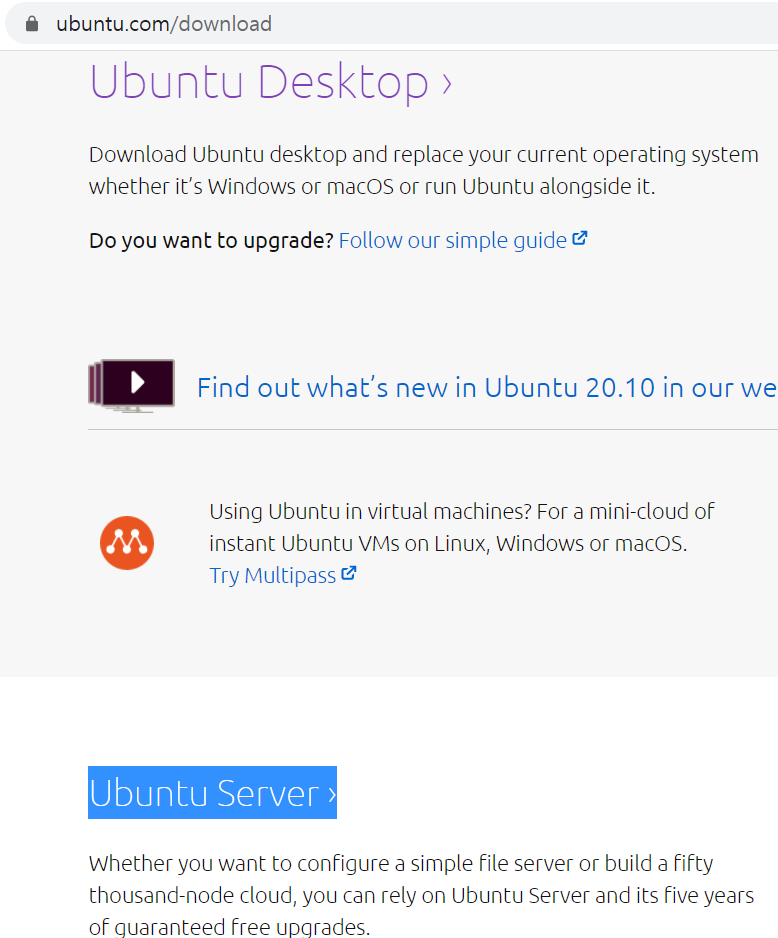 ubuntu.com/download
Ubuntu Desktop ›
Download Ubuntu desktop and replace your current operating system
whether it’s Windows or macOS or run Ubuntu alongside it.
Do you want to upgrade? Follow our simple guide
Find out what’s new in Ubuntu 20.10 in our we
Using Ubuntu in virtual machines? For a mini-cloud of
instant Ubuntu VMs on Linux, Windows or macOS.
Try Multipass
Ubuntu Server ›
Whether you want to configure a simple file server or build a fifty
thousand-node cloud, you can rely on Ubuntu Server and its five years
of guaranteed free upgrades.